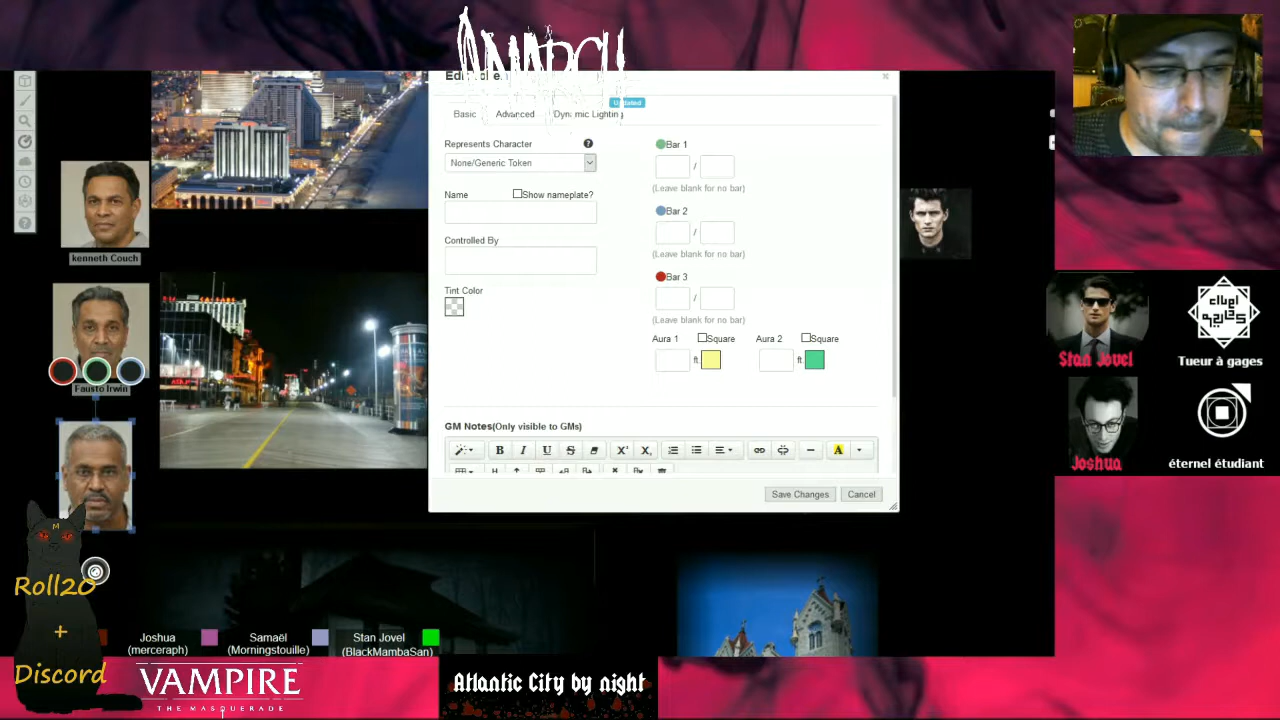 ANARCH
Updated
Basic
Advanced
Represents Character
None/Generic Token
Name
Show nameplate?
Controlled By
Tint Color
Bar 1
/
(Leave blank for no bar)
Bar 2
/
(Leave blank for no bar)
Bar 3
/
(Leave blank for no bar)
Aura 1
Square
Aura 2
Square
ft.
ft.
GM Notes(Only visible to GMs)
B I U S
Save Changes
Cancel
kenneth Couch
Fausto Irwin
Stan Jovel
Tueur à gages
Joshua
éternel étudiant
M
Roll20
+
Discord
Joshua
(merceraph)
Samaël
(Morningstouille)
Stan Jovel
(BlackMambaSan)
VAMPIRE
THE MASQUERADE
Atlantic City by night